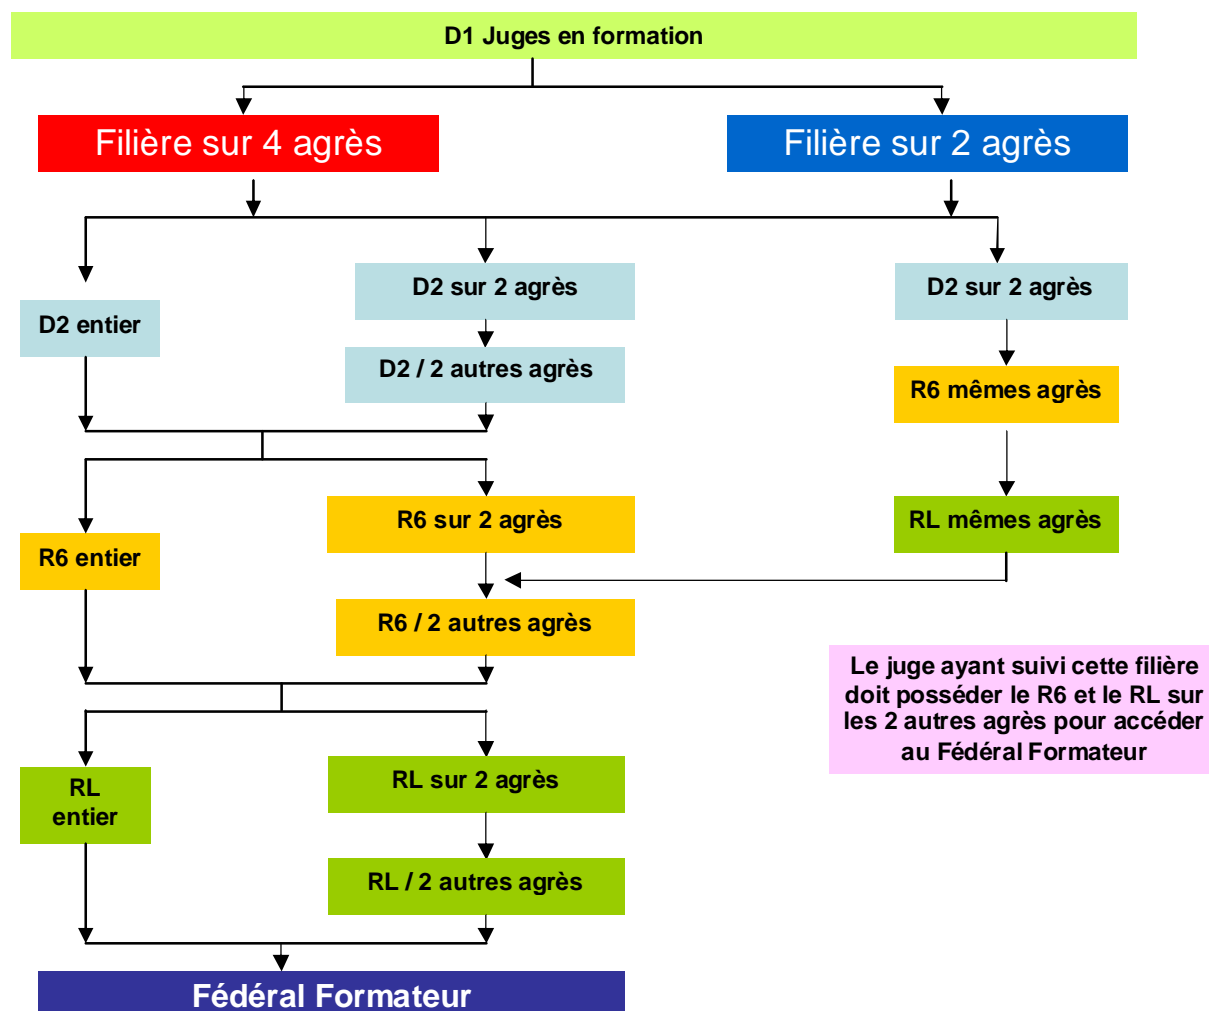 D1 Juges en formation
Filière sur 4 agrès
Filière sur 2 agrès
D2 sur 2 agrès
D2 sur 2 agrès
D2 entier
D2 / 2 autres agrès
R6 mêmes agrès
R6 sur 2 agrès
RL mêmes agrès
R6 entier
R6 / 2 autres agrès
Le juge ayant suivi cette filière
doit posséder le R6 et le RL sur
les 2 autres agrès pour accéder
au Fédéral Formateur
RL
entier
RL sur 2 agrès
RL / 2 autres agrès
Fédéral Formateur